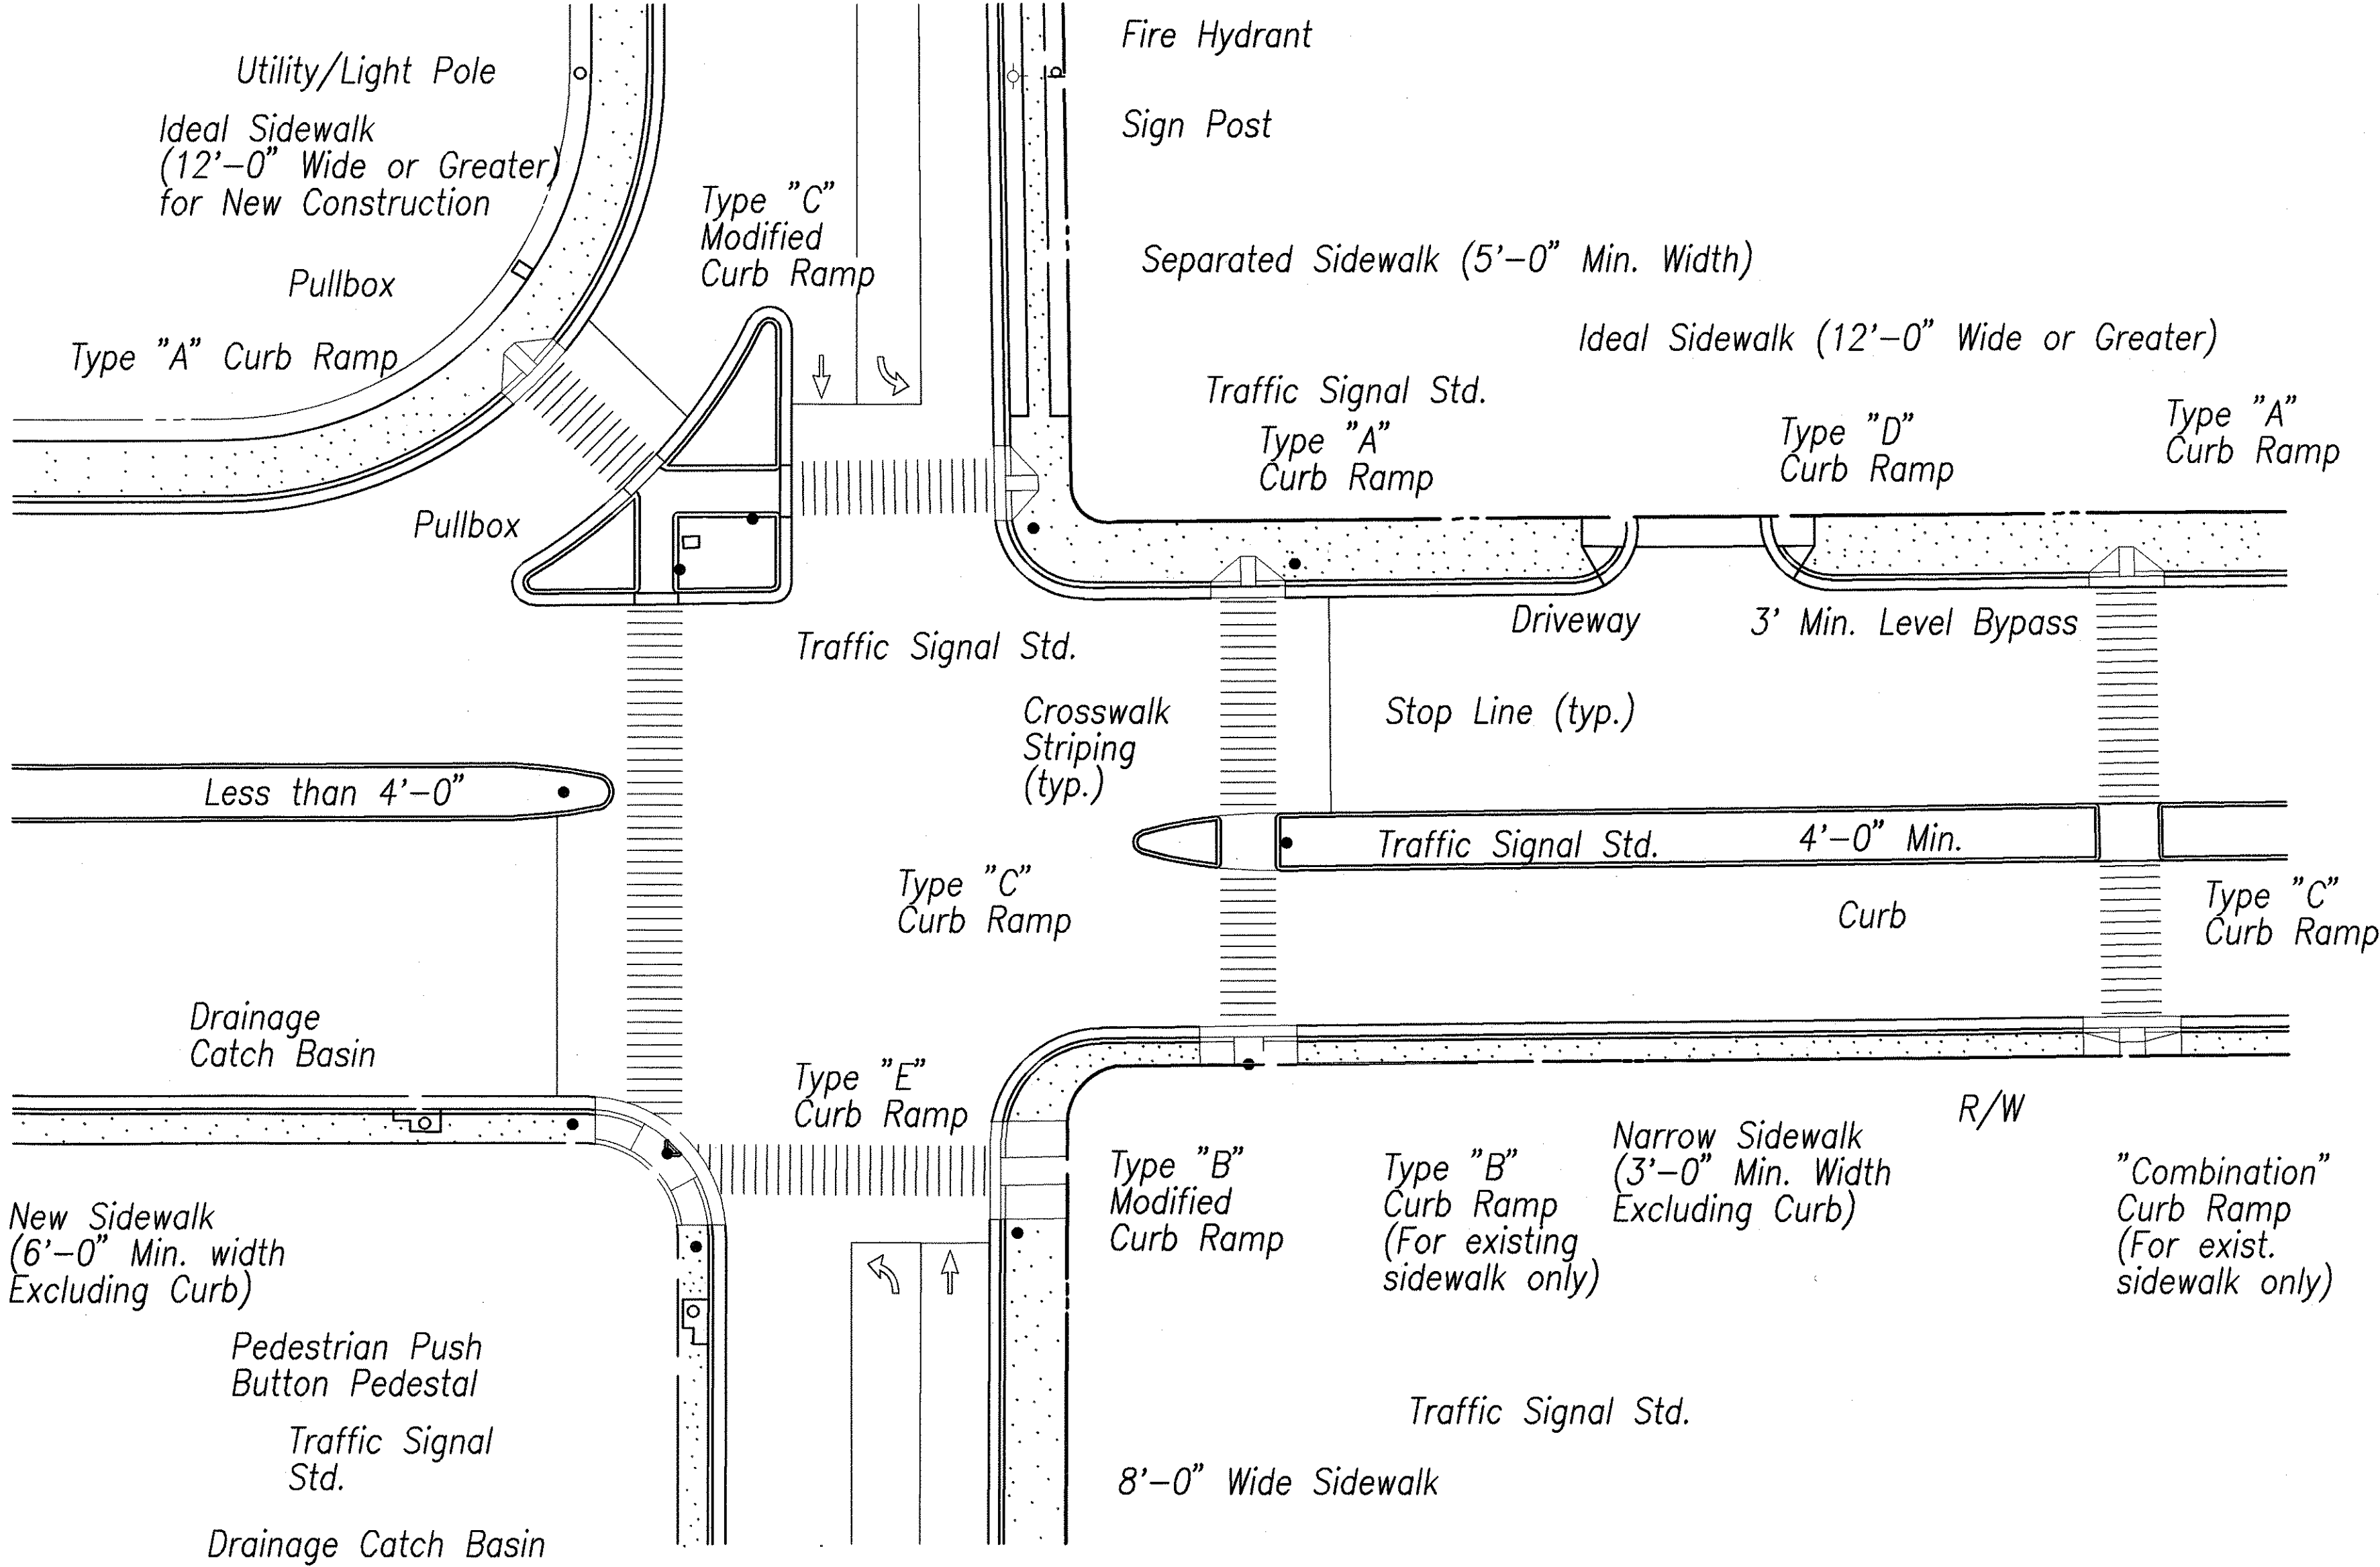 Fire Hydrant
Utility/Light Pole
Ideal Sidewalk
(12'-0" Wide or Greater)
for New Construction
Sign Post
Type "C"
Modified
Curb Ramp
Pullbox
Separated Sidewalk (5'-0" Min. Width)
Ideal Sidewalk (12'-0" Wide or Greater)
Type "A" Curb Ramp
Traffic Signal Std.
Type "A"
Curb Ramp
Type "D"
Curb Ramp
Type "A"
Curb Ramp
Pullbox
Traffic Signal Std.
Driveway
3' Min. Level Bypass
Crosswalk
Striping
(typ.)
Stop Line (typ.)
Less than 4'-0"
Traffic Signal Std.
4'-0" Min.
Type "C"
Curb Ramp
Curb
Type "C"
Curb Ramp
Drainage
Catch Basin
Type "E"
Curb Ramp
R/W
Type "B"
Modified
Curb Ramp
Type "B"
Curb Ramp
(For existing
sidewalk only)
Narrow Sidewalk
(3'-0" Min. Width
Excluding Curb)
"Combination"
Curb Ramp
(For exist.
sidewalk only)
New Sidewalk
(6'-0" Min. width
Excluding Curb)
Pedestrian Push
Button Pedestal
Traffic Signal
Std.
Traffic Signal Std.
8'-0" Wide Sidewalk
Drainage Catch Basin